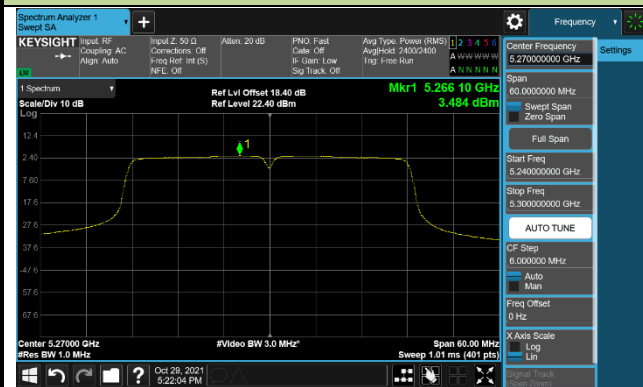 Spectrum Analyzer 1
Swept SA
+
Frequency
KEYSIGHT
Input: RF
Coupling: AC
Align: Auto
Input Z: 50 Ω
Corrections: Off
Freq Ref: Int (S)
NFE: Off
Atten: 20 dB
PNO: Fast
Gate: Off
IF Gain: Low
Sig Track: Off
Avg Type: Power (RMS)
Avg|Hold: 2400/2400
Trig: Free Run
1 2 3 4 5 6
A W W W W W
A N N N N N
1 Spectrum
Scale/Div 10 dB
Ref Lvl Offset 18.40 dB
Ref Level 22.40 dBm
Mkr1 5.266 10 GHz
3.484 dBm
Log
12.4
2.40
7.60
17.6
27.6
37.6
47.6
57.6
67.6
1
Center 5.27000 GHz
#Res BW 1.0 MHz
#Video BW 3.0 MHz*
Span 60.00 MHz
Sweep 1.01 ms (401 pts)
Center Frequency
5.27000000 GHz
Settings
Span
60.0000000 MHz
Swept Span
Zero Span
Full Span
Start Freq
5.24000000 GHz
Stop Freq
5.30000000 GHz
AUTO TUNE
CF Step
6.000000 MHz
Auto
Man
Freq Offset
0 Hz
X Axis Scale
Log
Lin
Signal Track
(Span Zoom)
?
Oct 29, 2021
5:22:04 PM